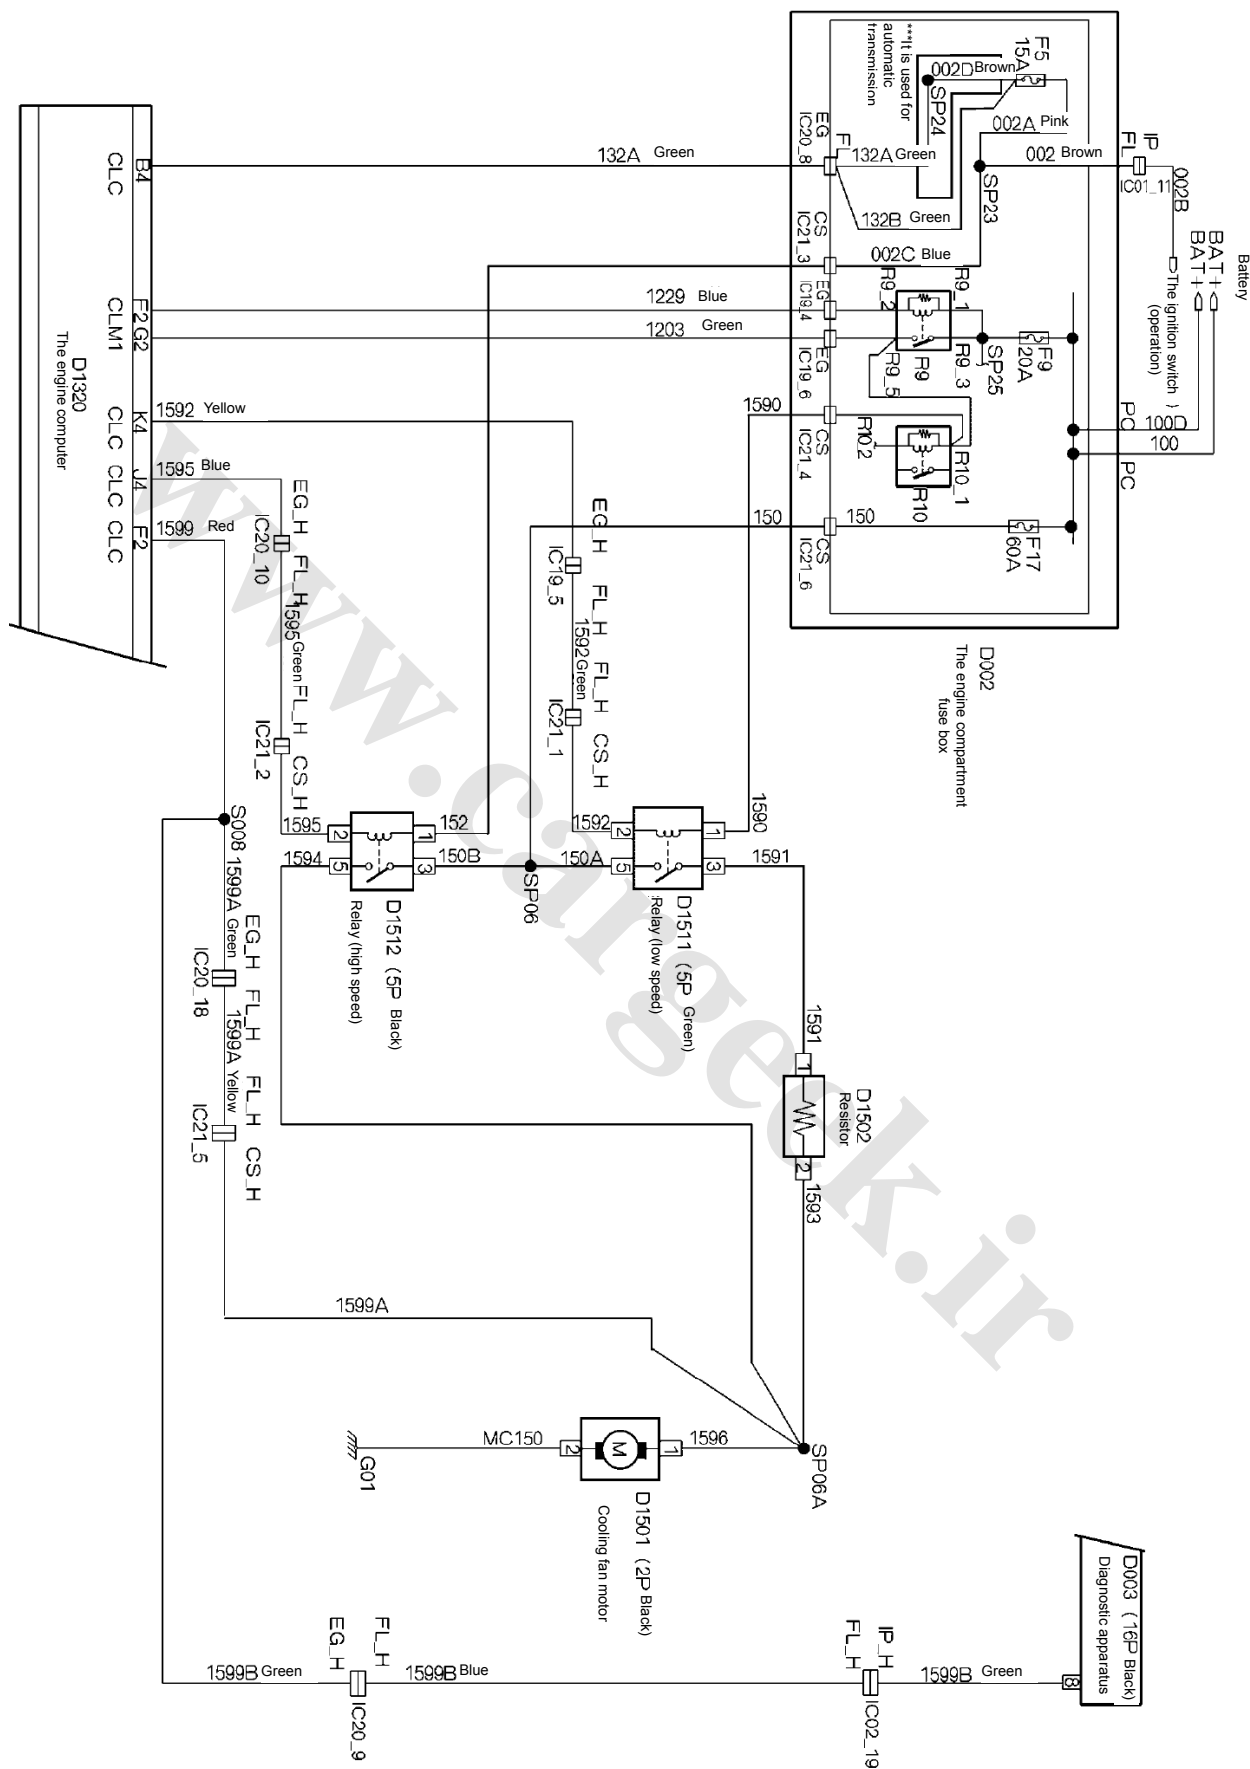 F5
15A
***It is used for
automatic
transmission
002D Brown
SP24
002A Pink
EG
IC20_8
FL
132A Green
132A Green
132B Green
002 Brown
SP23
IP
FL
IC01_11
002B
BAT+
BAT+
Battery
The ignition switch )
(operation)
B4
CLC
CS
IC21_3
002C Blue
R9_2
R9_1
EG
IC19_4
1229 Blue
1203 Green
EG
IC19_6
R9_5
R9
R9_3
SP25
F9
20A
CLM1
G2
D1320
The engine computer
K4
CLC
1592 Yellow
1590
CS
IC21_4
R10.2
R10_1
R10
PC
100D
100
PC
J4
CLC
1595 Blue
CLC
1599 Red
150
150
CS
IC21_6
F17
60A
EG_H
FL_H
IC20_10
1595 Green
FL_H
CS_H
IC21_2
EG_H
FL_H
IC19_5
1592 Green
FL_H
CS_H
IC21_1
D002
The engine compartment
fuse box
S008
1595
2
1
152
1594
5
3
150B
SP06
1592
2
1
1590
150A
5
3
1591
D1512 (5P Black)
Relay (high speed)
D1511 (5P Green)
Relay (low speed)
1599A Green
EG_H
FL_H
IC20_18
1599A Yellow
FL_H
CS_H
IC21_5
1591
1
D1502
Resistor
2
1593
1599A
SP06A
1596
1
M
2
MC150
G01
D1501 (2P Black)
Cooling fan motor
D003 (16P Black)
Diagnostic apparatus
8
1599B Green
FL_H
EG_H
IC20_9
1599B Blue
IP_H
FL_H
IC02_19
1599B Green
www.cargeek.ir